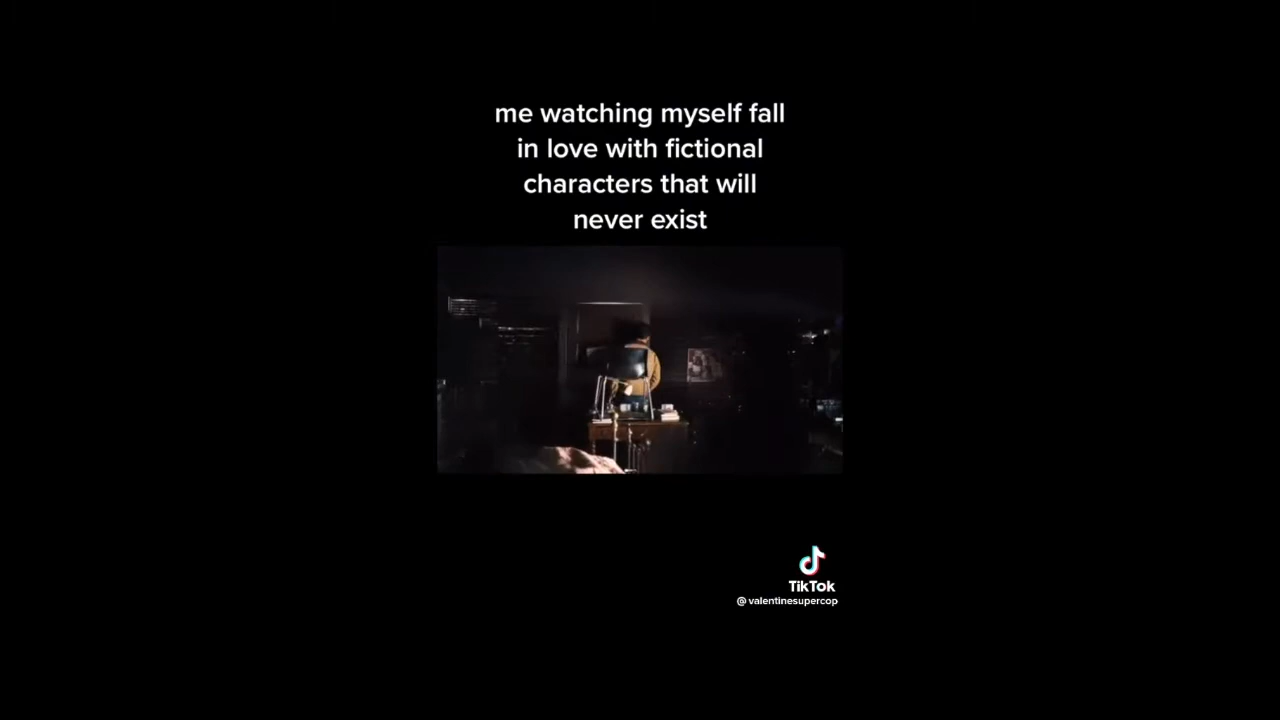 me watching myself fall
in love with fictional
characters that will
never exist
TikTok
@valentinesupercop